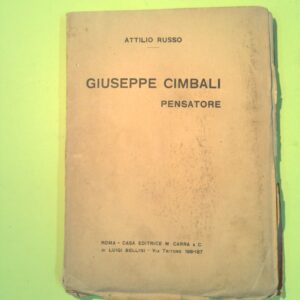 ATTILIO RUSSO
GIUSEPPE CIMBALI
PENSATORE
ROMA - CASA EDITRICE M. CARRA & C.
DI LUIGI BELLINI - VIA TRITONE